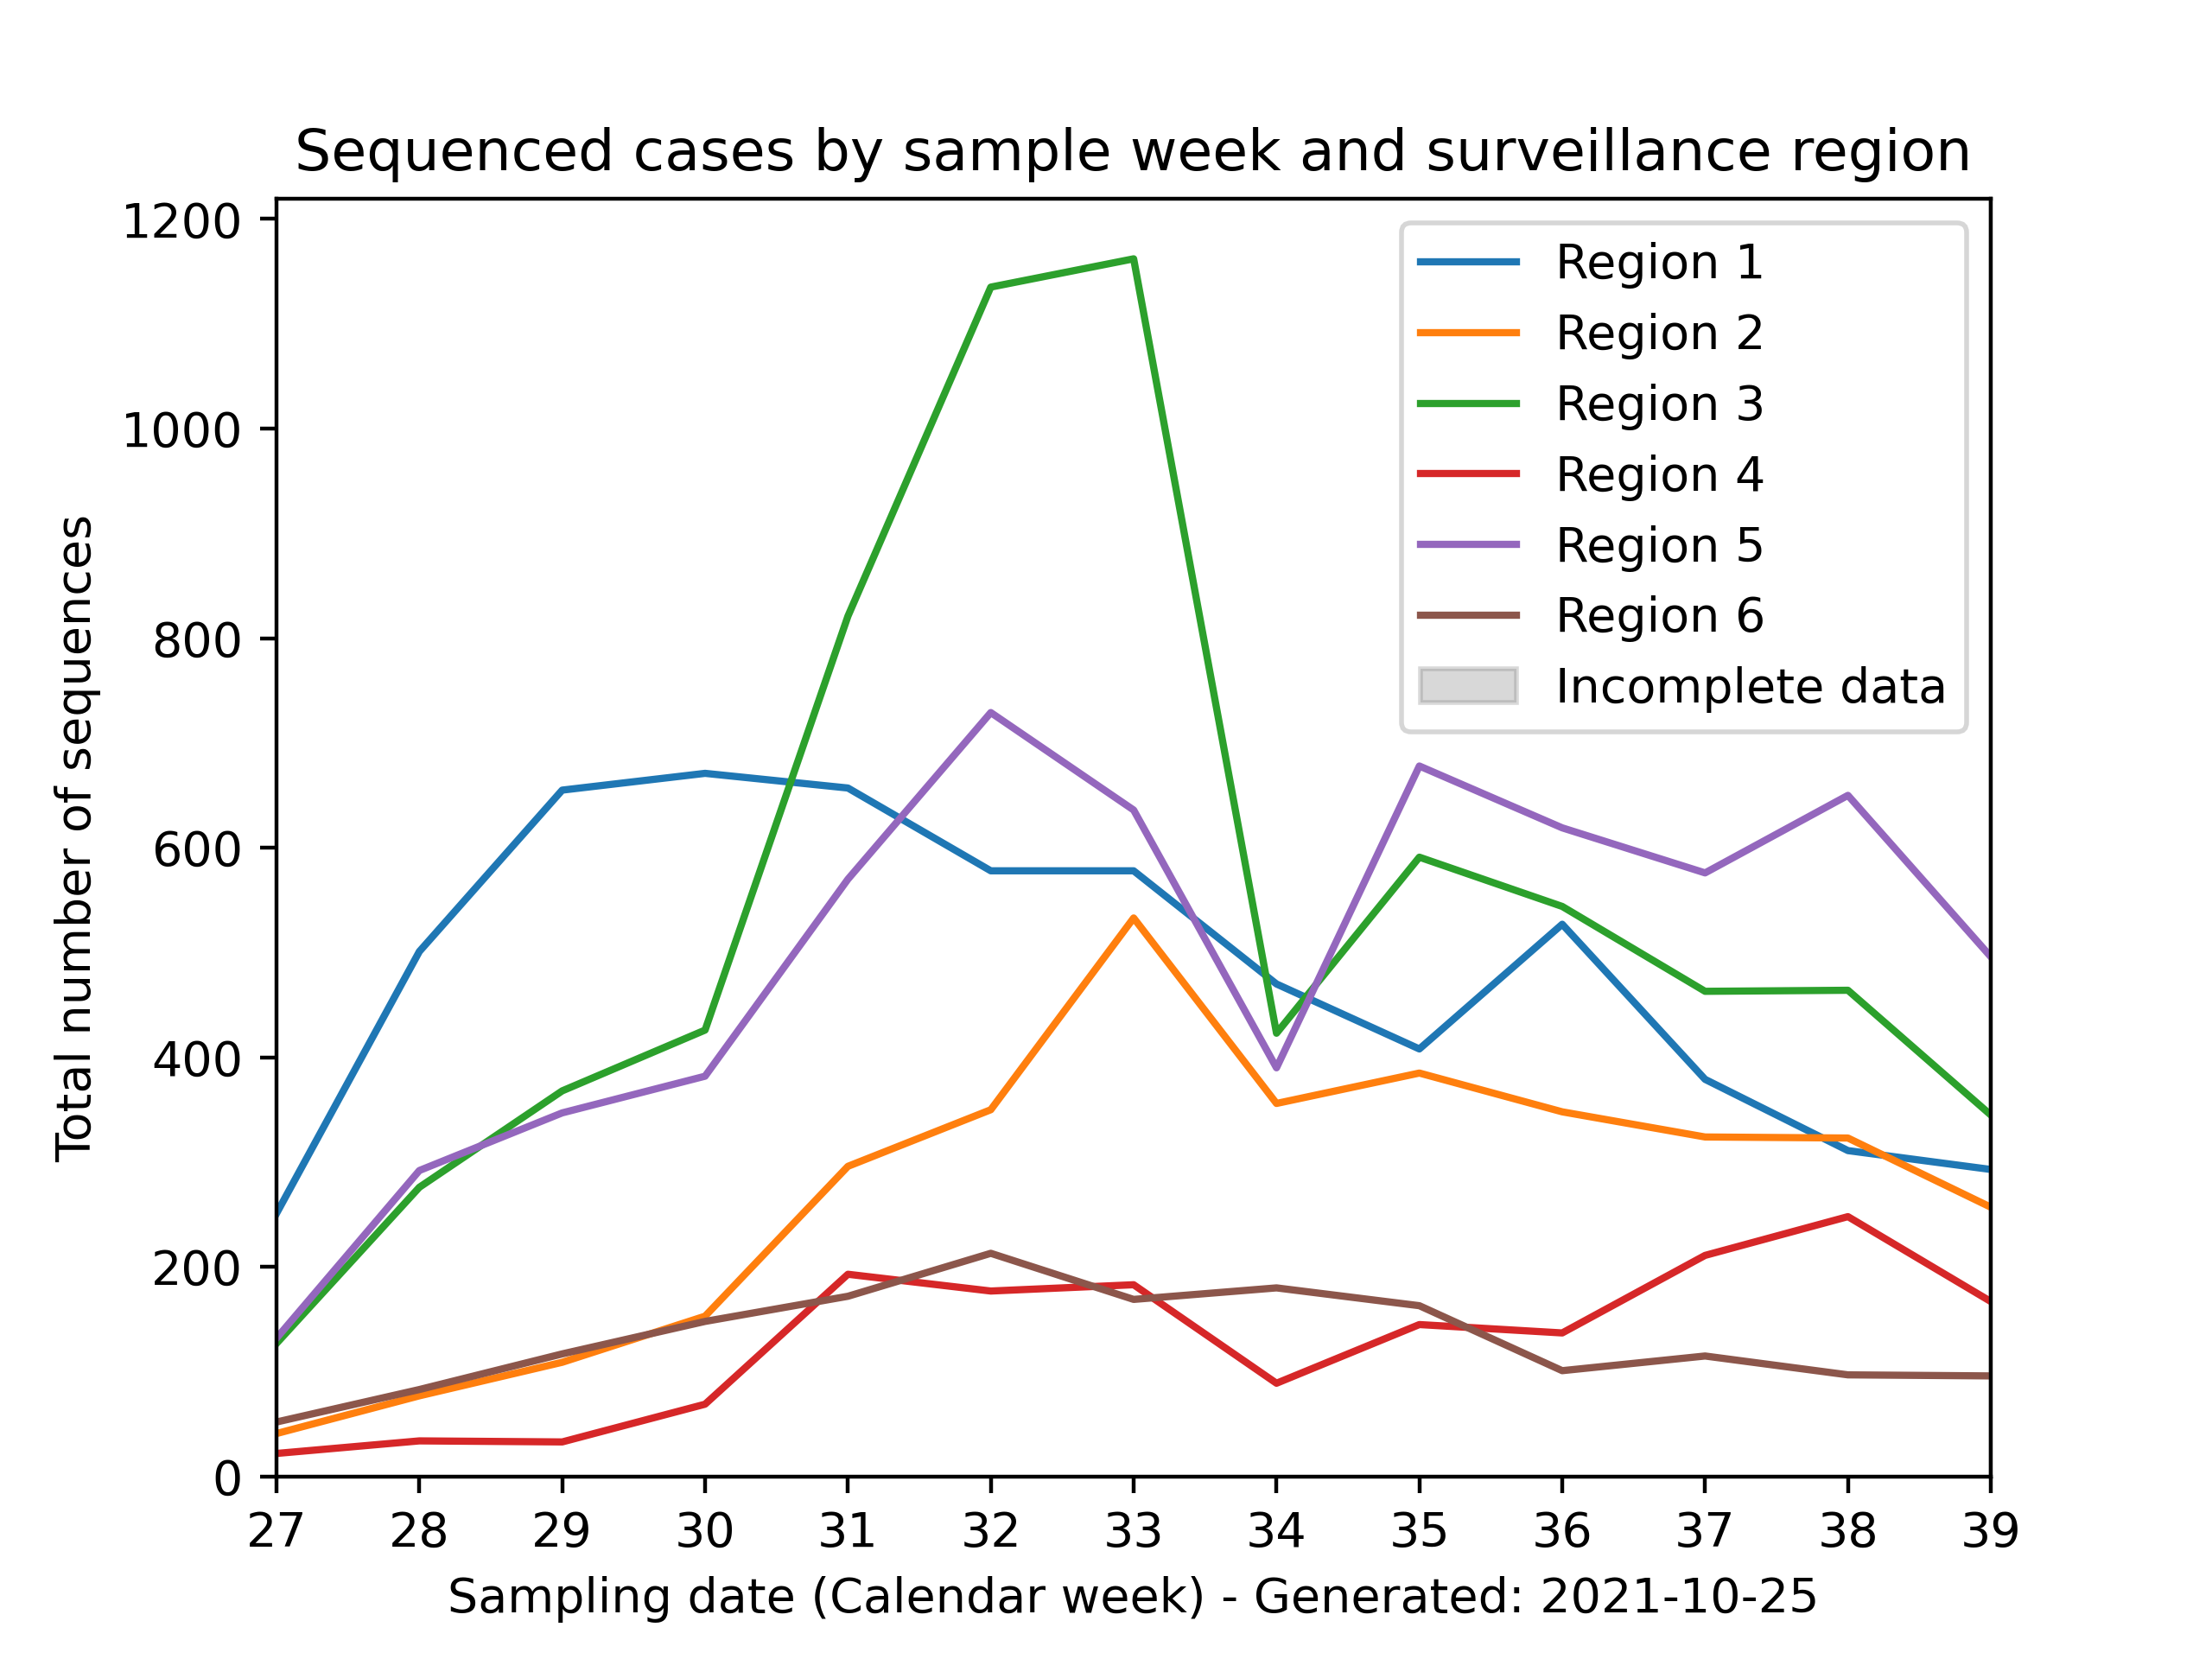 Sequenced cases by sample week and surveillance region
1200
1000
800
600
400
200
0
Total number of sequences
Region 1
Region 2
Region 3
Region 4
Region 5
Region 6
Incomplete data
27 28 29 30 31 32 33 34 35 36 37 38 39
Sampling date (Calendar week) - Generated: 2021-10-25